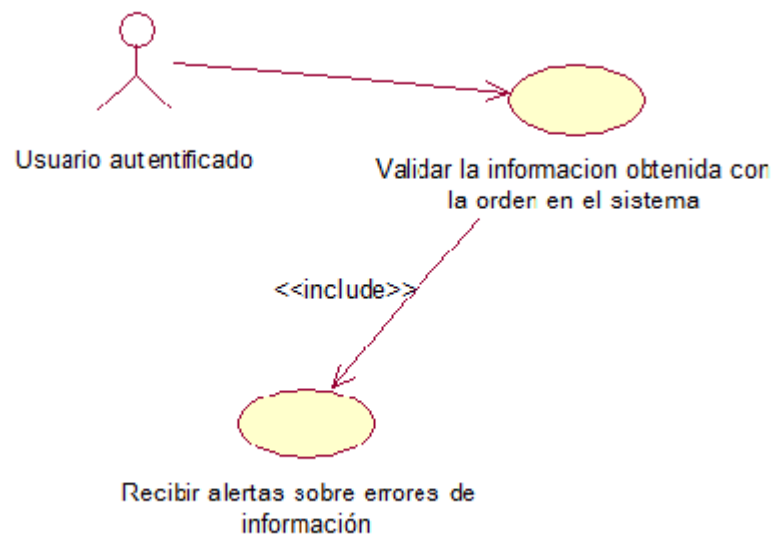 Usuario autentificado
Validar la informacion obtenida con
la orden en el sistema
<<include>>
Recibir alertas sobre errores de
información